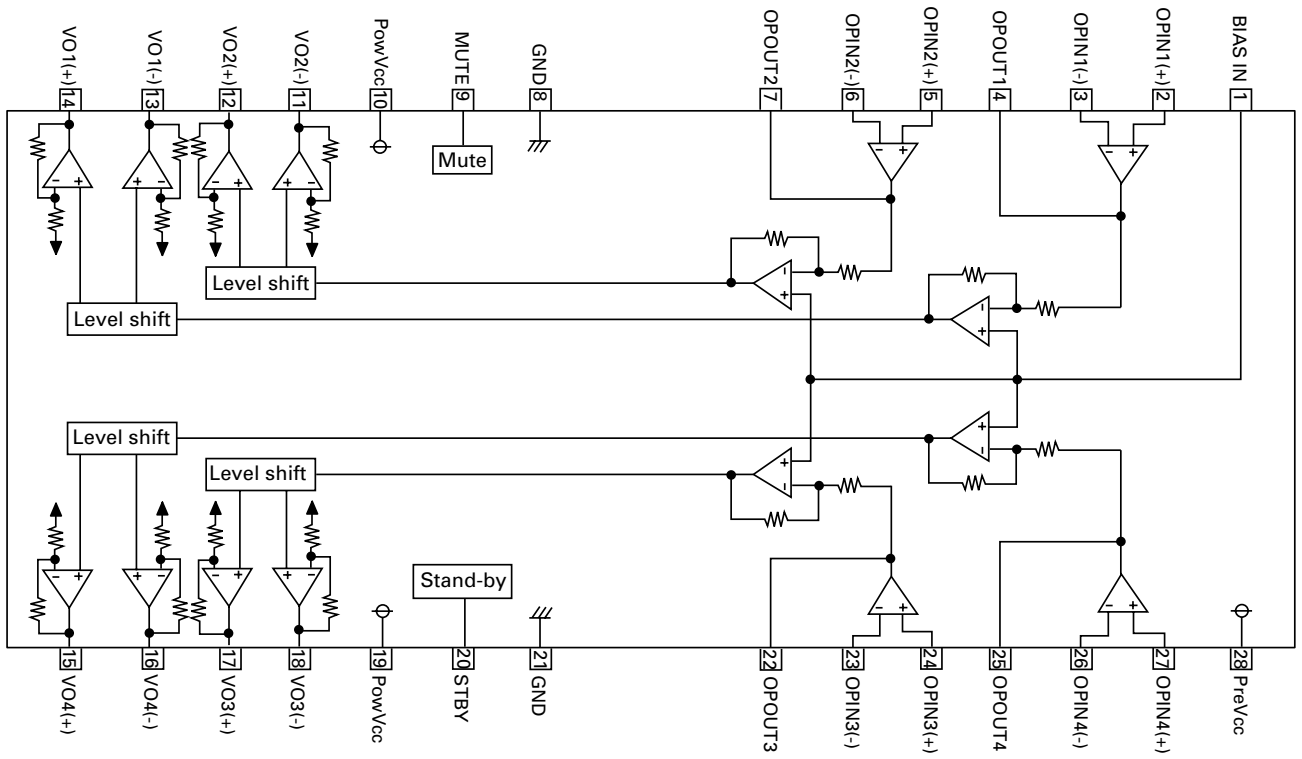 VO1(+) VO1(-) VO2(+) VO2(-) PowVcc MUTE GND OPOUT2 OPIN2(-) OPIN2(+) OPOUT1 OPIN1(-) OPIN1(+) BIAS IN
14 13 12 11 10 9 8 7 6 5 4 3 2 1
Mute
- + + - - + + - - + - +
Level shift
- +
Level shift
- +
Level shift
+ -
Level shift
+ -
Stand-by
- + + - - + + - - + - +
15 16 17 18 19 20 21 22 23 24 25 26 27 28
VO4(+) VO4(-) VO3(+) VO3(-) PowVcc STBY GND OPOUT3 OPIN3(-) OPIN3(+) OPOUT4 OPIN4(-) OPIN4(+) PreVcc